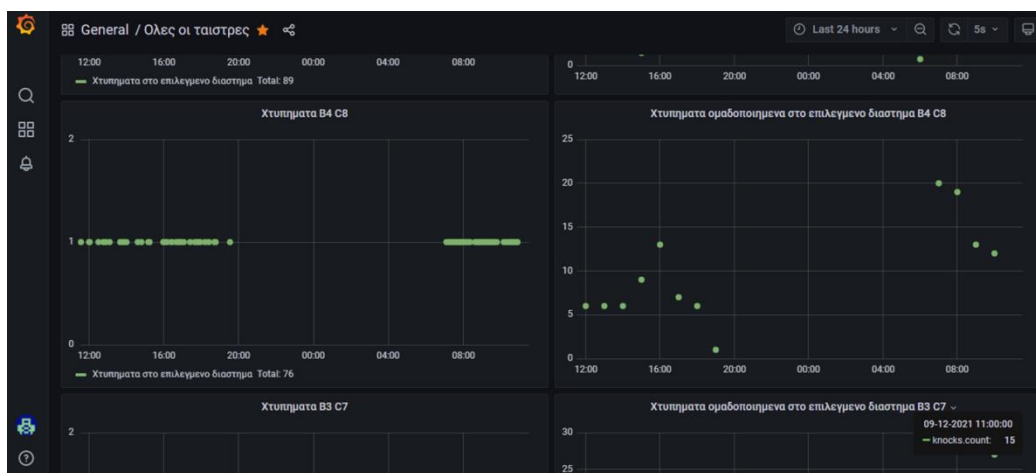 General / Ολες οι ταιστρες
Last 24 hours
5s
12:00 16:00 20:00 00:00 04:00 08:00
Χτυπηματα στο επιλεγμενο διαστημα Total: 89
0
12:00 16:00 20:00 00:00 04:00 08:00
Χτυπηματα B4 C8
2
1
0
12:00 16:00 20:00 00:00 04:00 08:00
Χτυπηματα στο επιλεγμενο διαστημα Total: 76
Χτυπηματα ομαδοποιημενα στο επιλεγμενο διαστημα B4 C8
25
20
15
10
5
0
12:00 16:00 20:00 00:00 04:00 08:00
Χτυπηματα B3 C7
2
Χτυπηματα ομαδοποιημενα στο επιλεγμενο διαστημα B3 C7
30
25
09-12-2021 11:00:00
knocks.count: 15